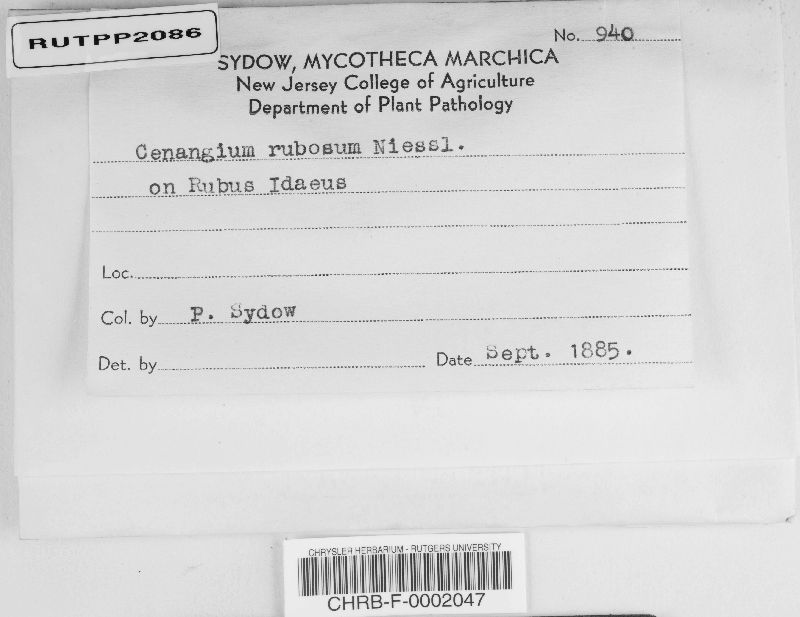 RUTPP2086
No. 940
SYDOW, MYCOTHECA MARCHICA
New Jersey College of Agriculture
Department of Plant Pathology
Cenangium rubosum Niessl.
on Rubus Idaeus
Loc.
Col. by P. Sydow
Det. by
Date Sept. 1885.
CHRYSLER HERBARIUM - RUTGERS UNIVERSITY
CHRB-F-0002047